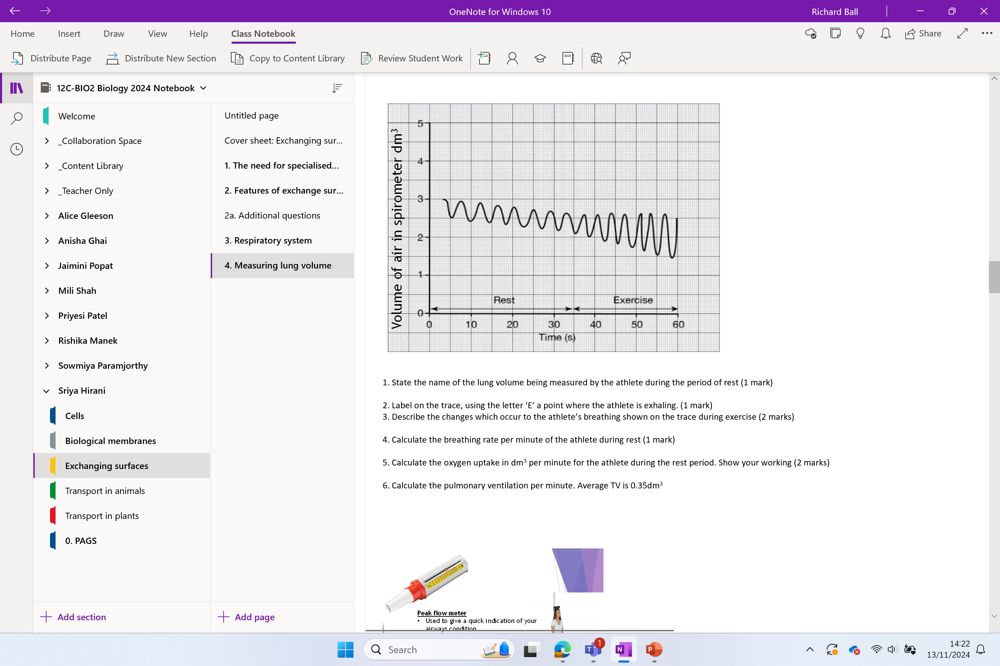 OneNote for Windows 10
Richard Ball
Home
Insert
Draw
View
Help
Class Notebook
Share
Distribute Page
Distribute New Section
Copy to Content Library
Review Student Work
12C-BIO2 Biology 2024 Notebook
Welcome
_Collaboration Space
_Content Library
_Teacher Only
Alice Gleeson
Anisha Ghai
Jaimini Popat
Mili Shah
Priyesi Patel
Rishika Manek
Sowmiya Paramjorthy
Sriya Hirani
Cells
Biological membranes
Exchanging surfaces
Transport in animals
Transport in plants
0. PAGS
Add section
Untitled page
Cover sheet: Exchanging sur...
1. The need for specialised...
2. Features of exchange sur...
2a. Additional questions
3. Respiratory system
4. Measuring lung volume
Add page
Volume of air in spirometer dm³
5
4
3
2
1
0
Rest
Exercise
0 10 20 30 40 50 60
Time (s)
1. State the name of the lung volume being measured by the athlete during the period of rest (1 mark)
2. Label on the trace, using the letter ‘E’ a point where the athlete is exhaling. (1 mark)
3. Describe the changes which occur to the athlete’s breathing shown on the trace during exercise (2 marks)
4. Calculate the breathing rate per minute of the athlete during rest (1 mark)
5. Calculate the oxygen uptake in dm³ per minute for the athlete during the rest period. Show your working (2 marks)
6. Calculate the pulmonary ventilation per minute. Average TV is 0.35dm³
Peak flow meter
• Used to give a quick indication of your
airways condition
Search
1
14:22
13/11/2024